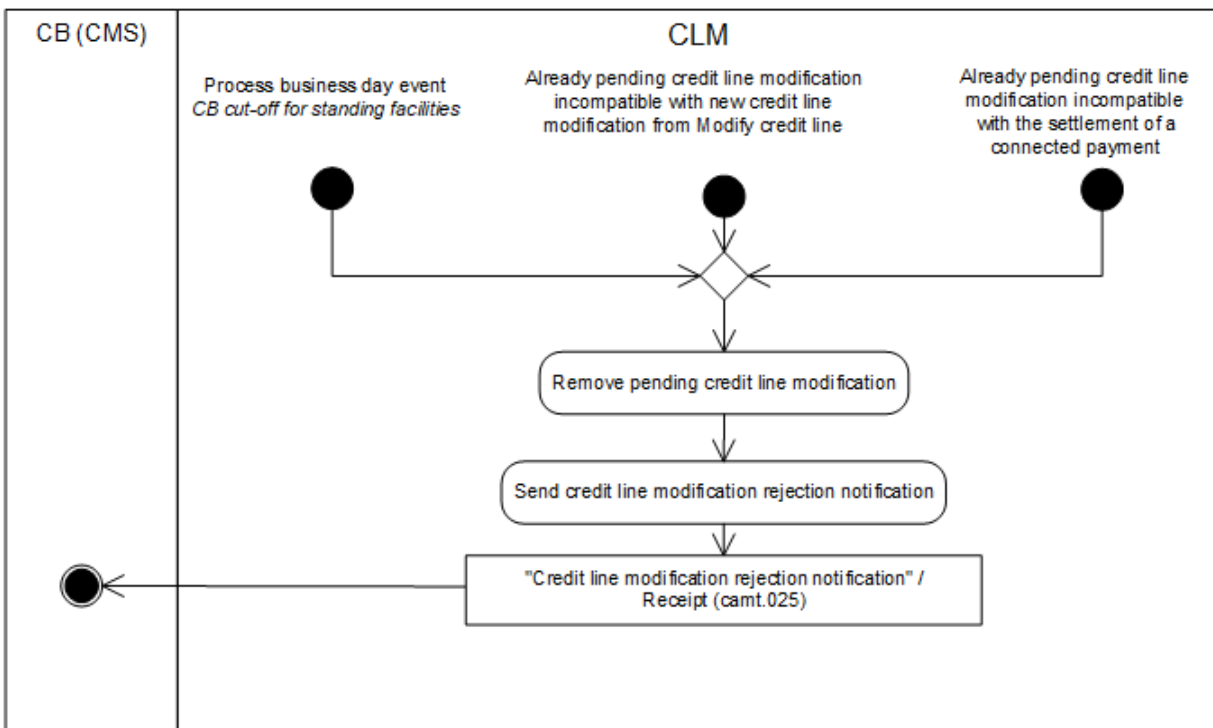 CB (CMS)
CLM
Process business day event
CB cut-off for standing facilities
Already pending credit line modification
incompatible with new credit line
modification from Modify credit line
Already pending credit line
modification incompatible
with the settlement of a
connected payment
Remove pending credit line modification
Send credit line modification rejection notification
"Credit line modification rejection notification" /
Receipt (camt.025)